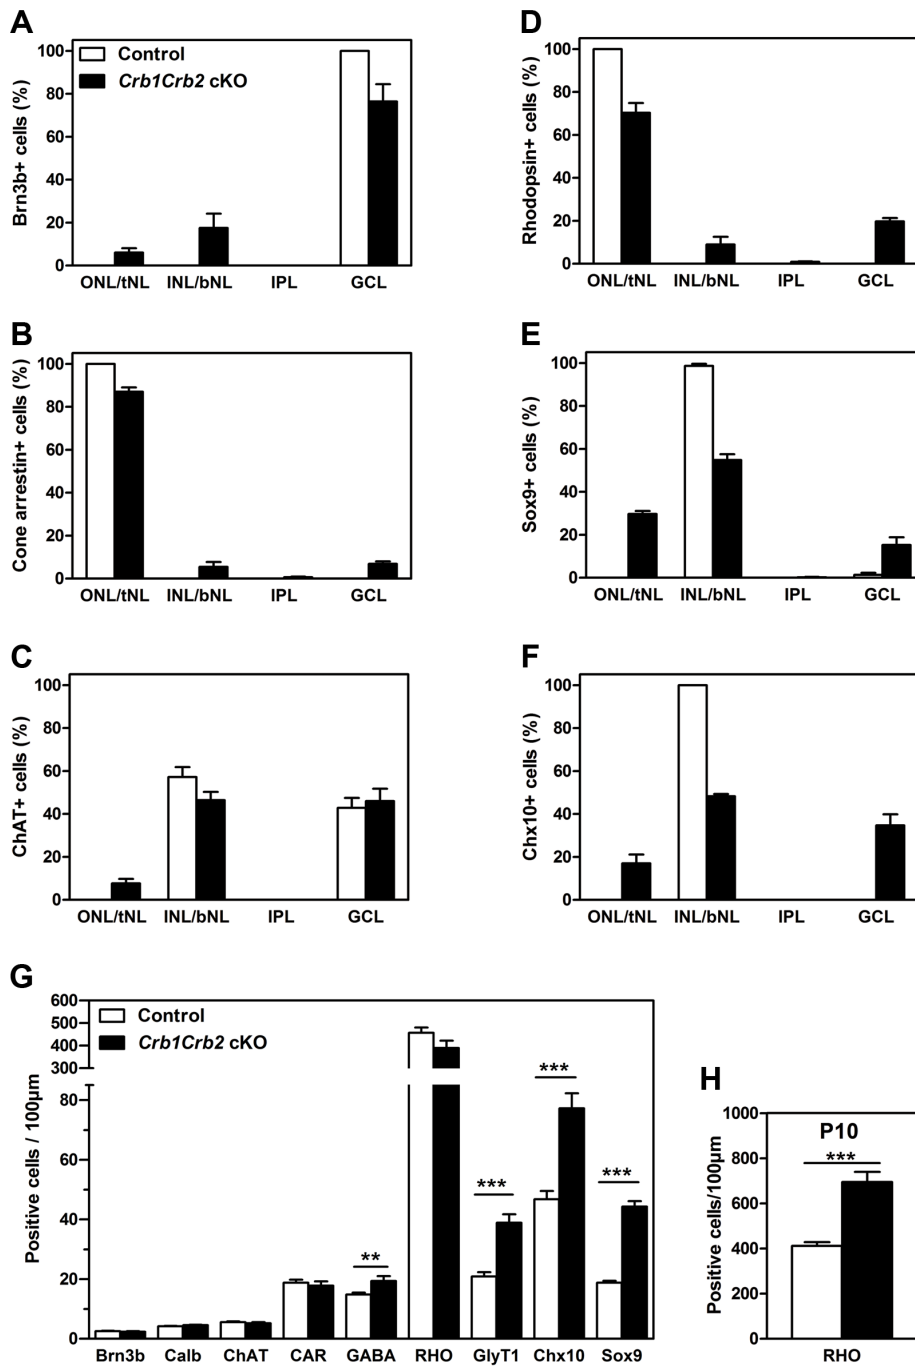 A
Brn3b+ cells (%)
100
80
60
40
20
0
Control
Crb1Crb2 cKO
ONL/tNL INL/bNL IPL GCL
D
Rhodopsin+ cells (%)
100
80
60
40
20
0
ONL/tNL INL/bNL IPL GCL
B
Cone arrestin+ cells (%)
100
80
60
40
20
0
ONL/tNL INL/bNL IPL GCL
E
Sox9+ cells (%)
100
80
60
40
20
0
ONL/tNL INL/bNL IPL GCL
C
ChAT+ cells (%)
100
80
60
40
20
0
ONL/tNL INL/bNL IPL GCL
F
Chx10+ cells (%)
100
80
60
40
20
0
ONL/tNL INL/bNL IPL GCL
G
Positive cells / 100µm
600
500
400
300
80
60
40
20
0
Control
Crb1Crb2 cKO
**
***
***
***
Brn3b Calb ChAT CAR GABA RHO GlyT1 Chx10 Sox9
H
Positive cells/100µm
1000
800
600
400
200
0
P10
***
RHO